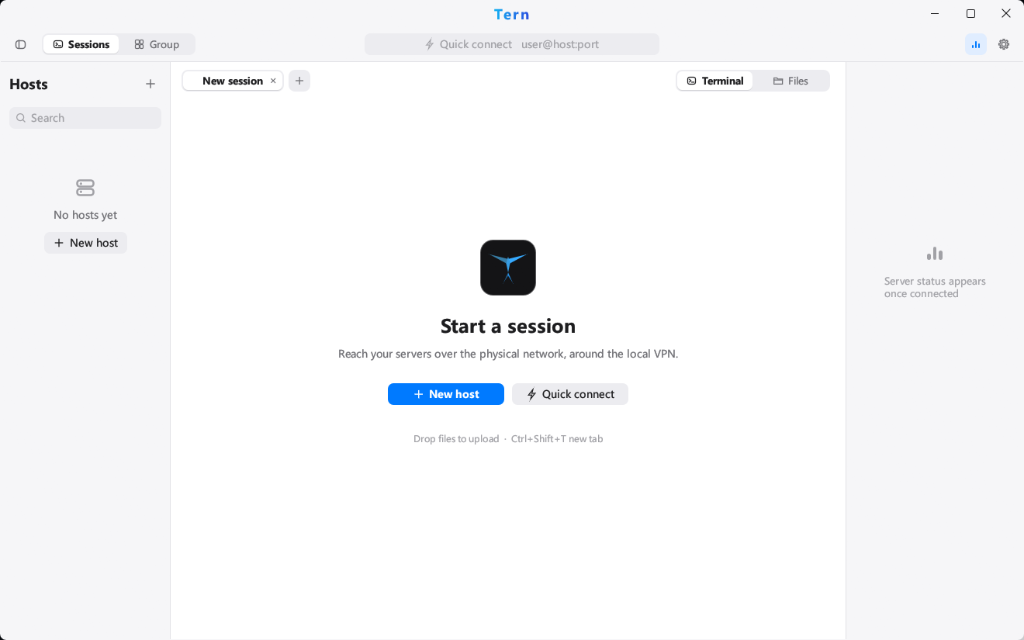 Tern
Sessions
Group
Quick connect user@host:port
Hosts
Search
No hosts yet
New host
New session
Terminal
Files
Start a session
Reach your servers over the physical network, around the local VPN.
New host
Quick connect
Drop files to upload · Ctrl+Shift+T new tab
Server status appears
once connected